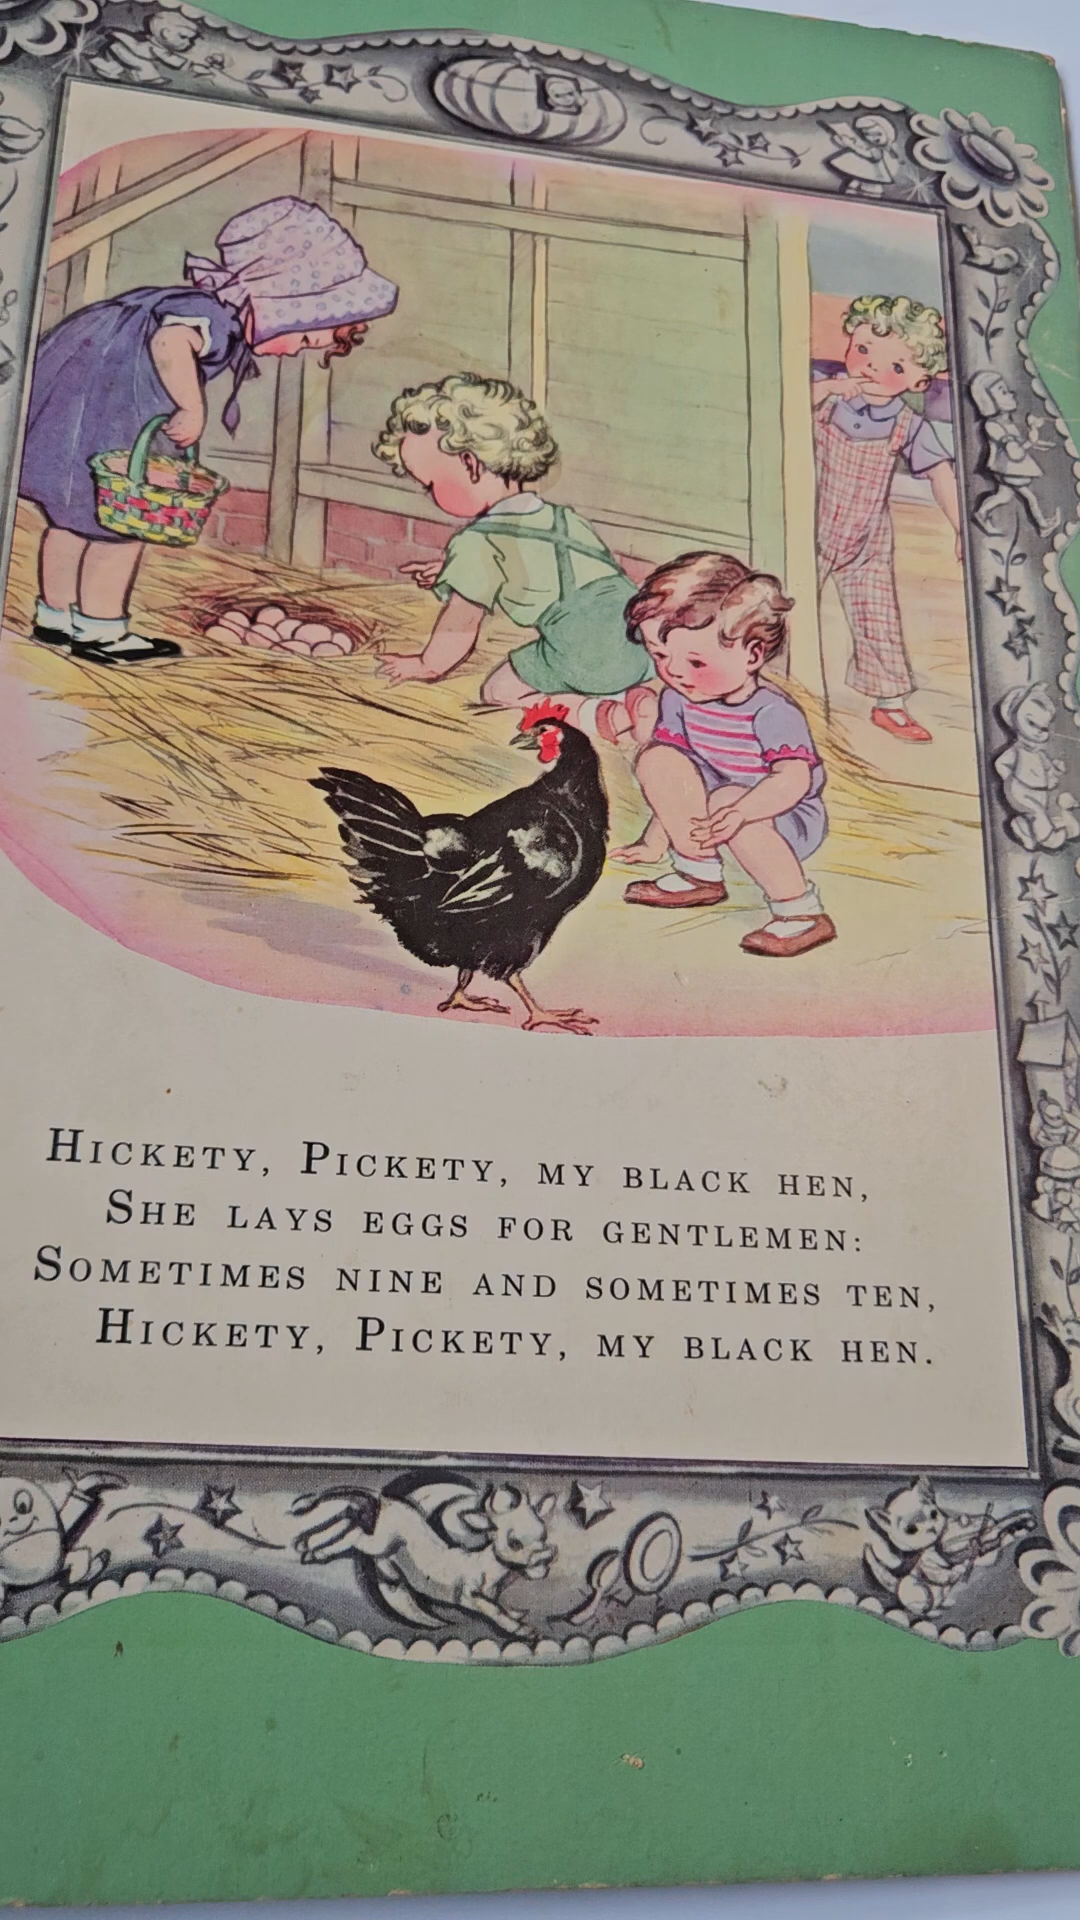 HICKETY, PICKETY, MY BLACK HEN,
SHE LAYS EGGS FOR GENTLEMEN:
SOMETIMES NINE AND SOMETIMES TEN,
HICKETY, PICKETY, MY BLACK HEN.